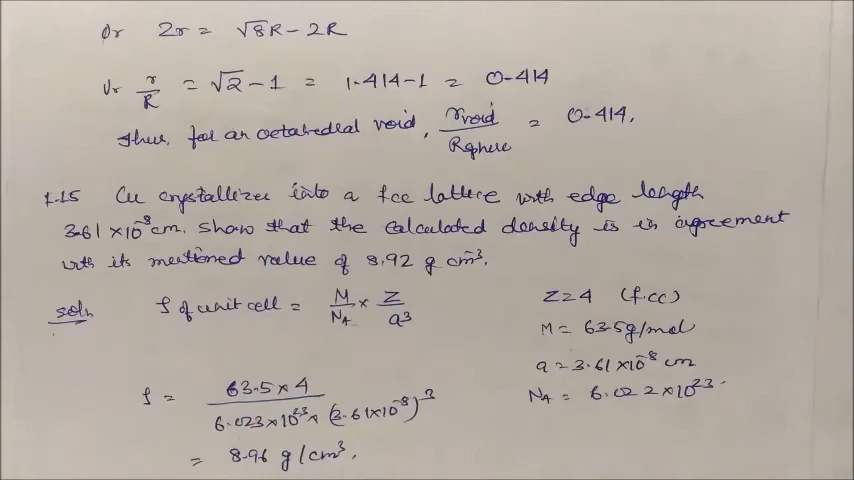 Or 2r = √8R - 2R
Or r/R = √2 - 1 = 1.414-1 = 0.414
Thus, for an octahedral void, rvoid/Rsphere = 0.414.
1.15 Cu crystallizes into a fcc lattice with edge length
3.61 × 10⁻⁸ cm. Show that the calculated density is in agreement
with its mentioned value of 8.92 g cm⁻³.
soln ρ of unit cell = M/NA × Z/a³ Z=4 (f.cc)
M = 63.5g/mol
a = 3.61 × 10⁻⁸ cm
NA = 6.022 × 10²³.
ρ = 63.5 × 4 / 6.023 × 10²³ × (3.61 × 10⁻⁸)³
= 8.96 g/cm³.